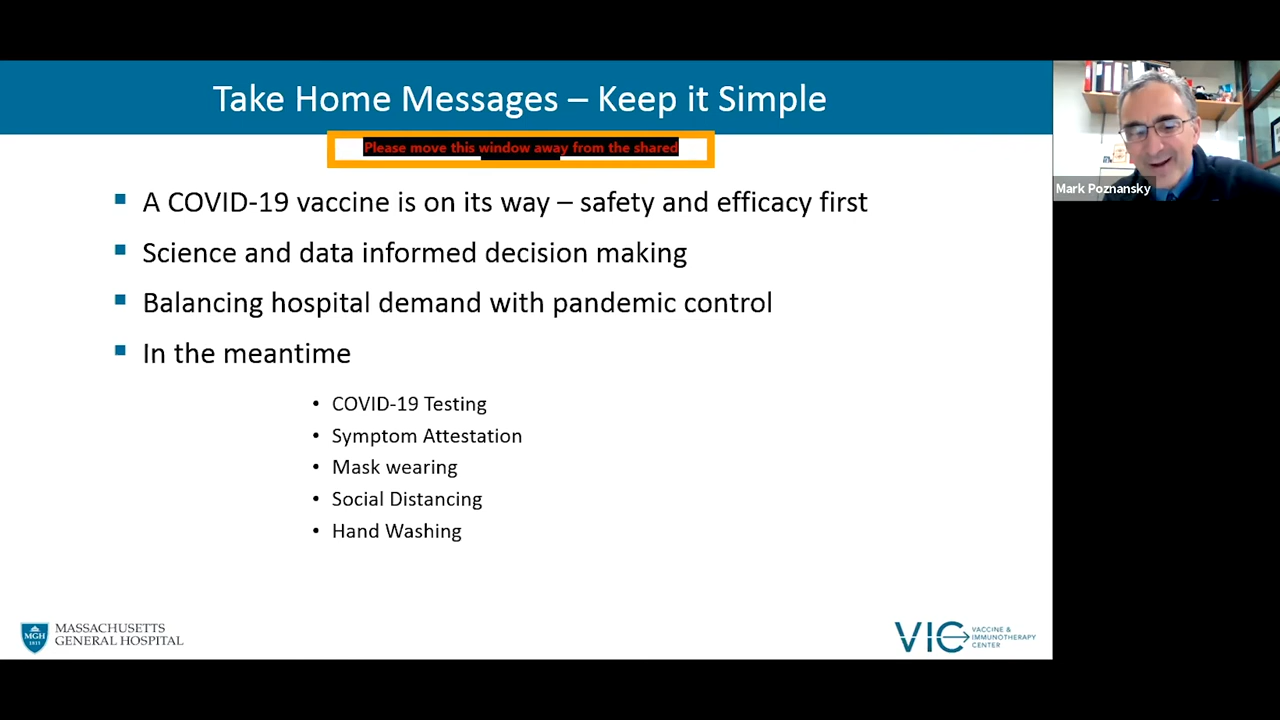 Take Home Messages – Keep it Simple
Please move this window away from the shared
A COVID-19 vaccine is on its way – safety and efficacy first
Science and data informed decision making
Balancing hospital demand with pandemic control
In the meantime
COVID-19 Testing
Symptom Attestation
Mask wearing
Social Distancing
Hand Washing
Mark Poznansky
MGH
1811
MASSACHUSETTS
GENERAL HOSPITAL
VIC
VACCINE &
IMMUNOTHERAPY
CENTER